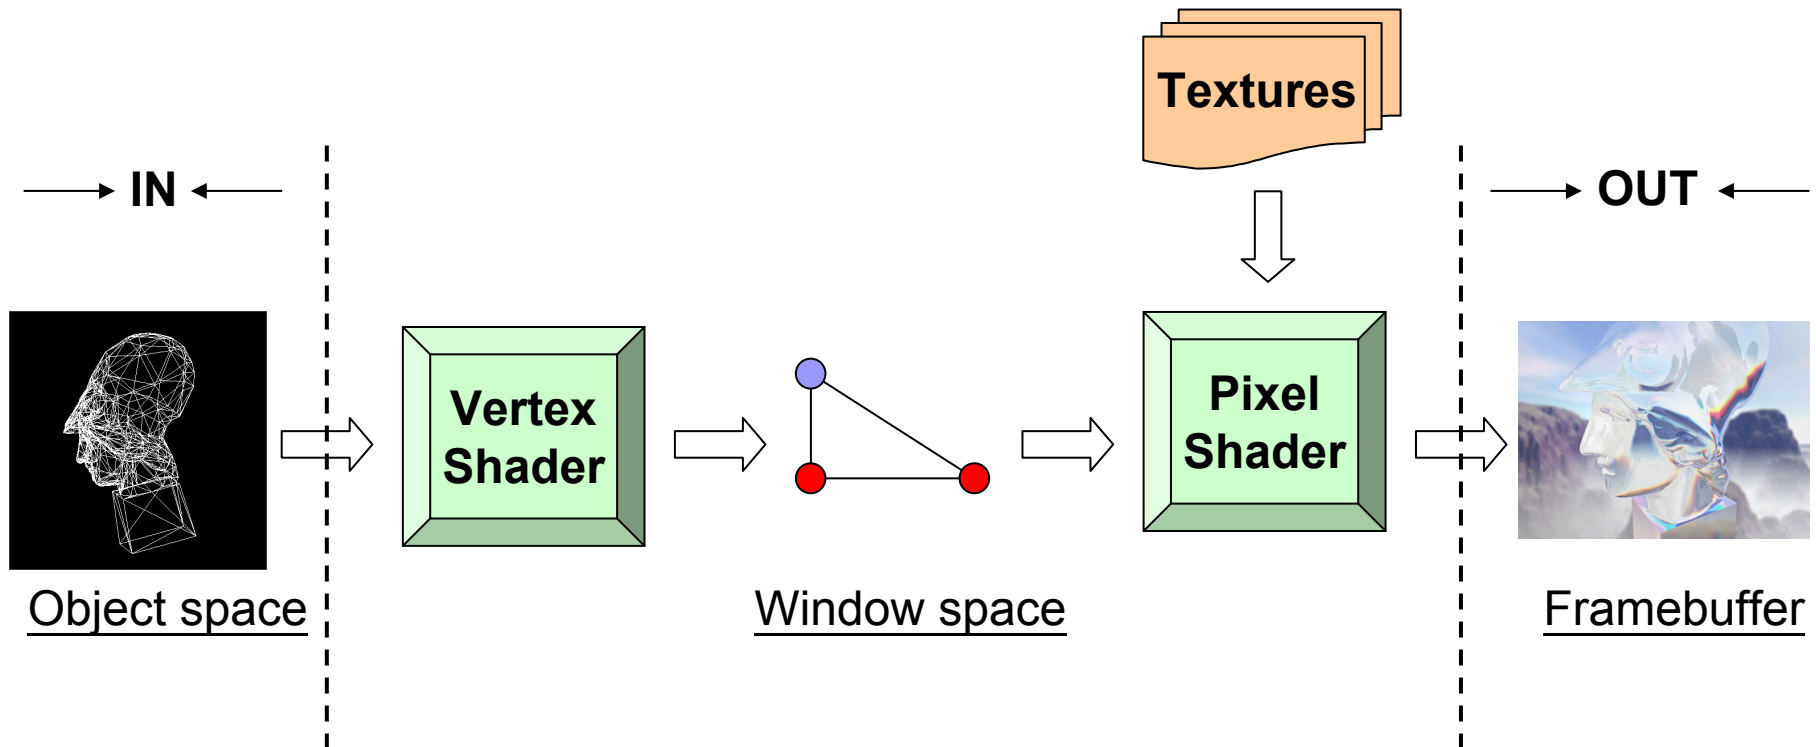 Textures
IN
OUT
Vertex
Shader
Pixel
Shader
Object space
Window space
Framebuffer